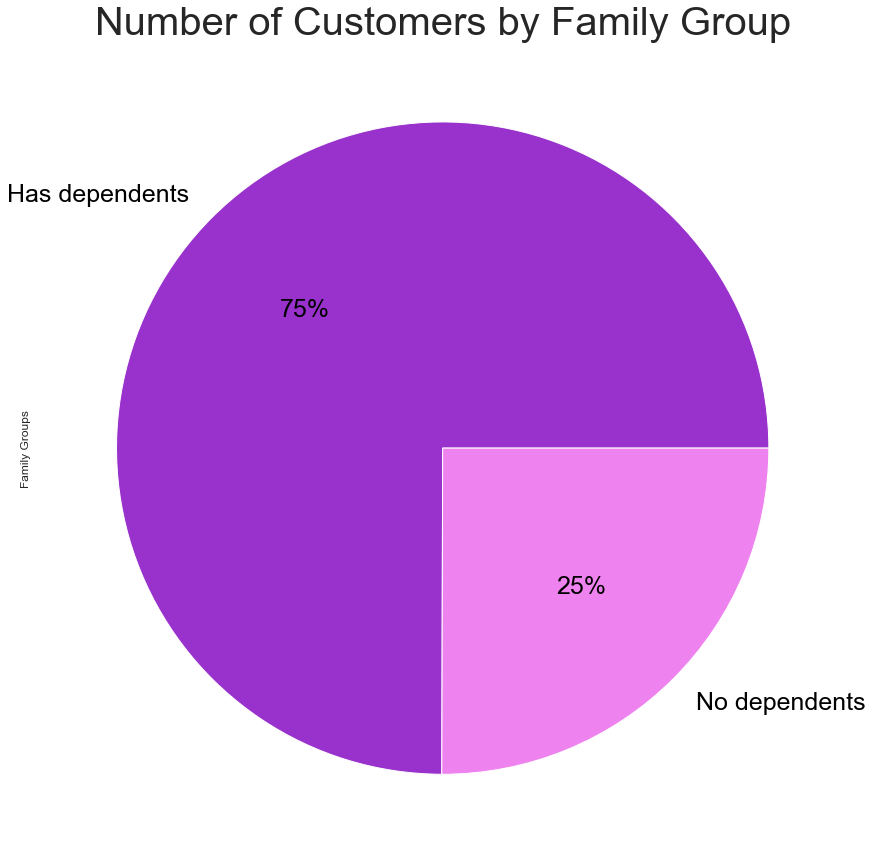 Number of Customers by Family Group
Has dependents
75%
Family Groups
25%
No dependents